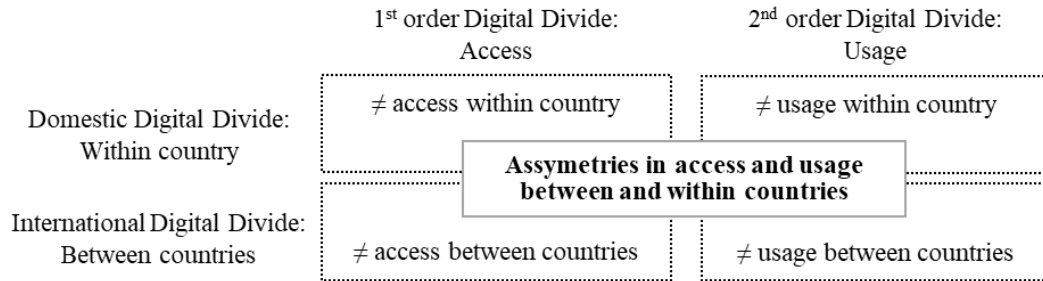 1st order Digital Divide:
Access
2nd order Digital Divide:
Usage
Domestic Digital Divide:
Within country
≠ access within country
≠ usage within country
Assymetries in access and usage
between and within countries
International Digital Divide:
Between countries
≠ access between countries
≠ usage between countries